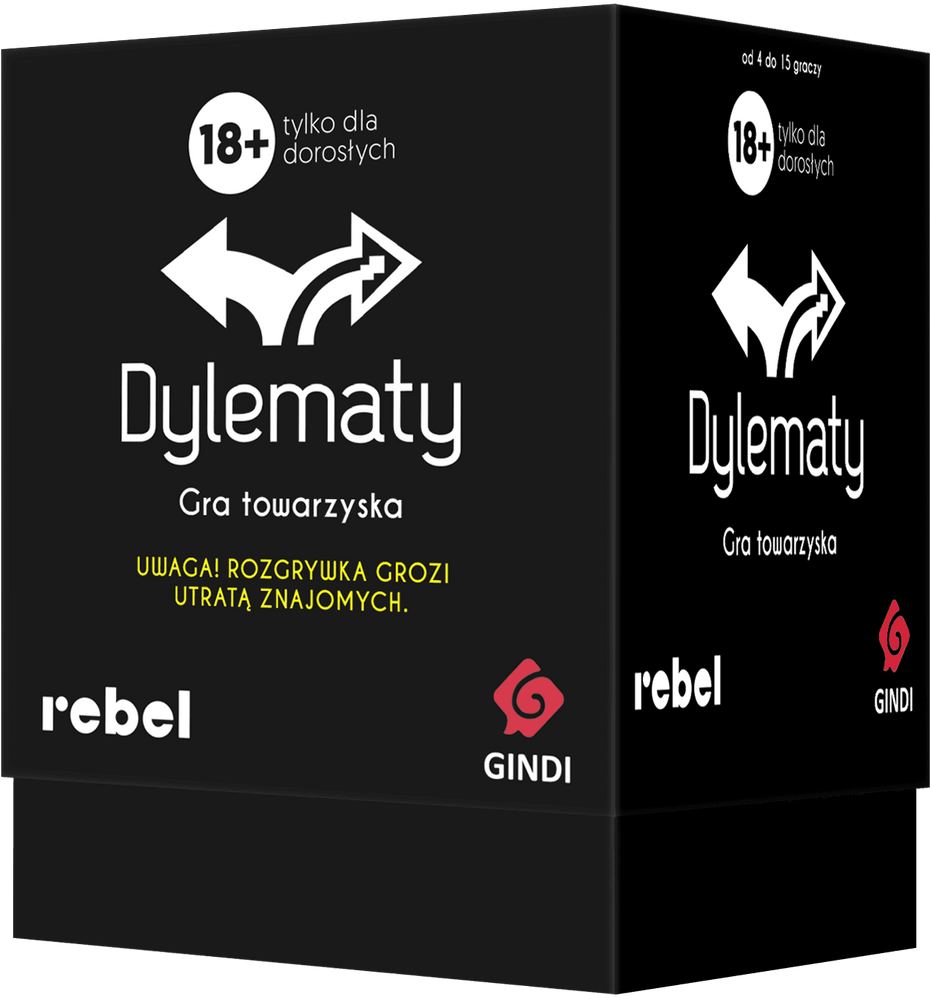 18+
tylko dla
dorosłych
Dylematy
Gra towarzyska
UWAGA! ROZGRYWKA GROZI
UTRATĄ ZNAJOMYCH.
rebel
GINDI
od 4 do 15 graczy
18+
tylko dla
dorosłych
Dylematy
Gra towarzyska
rebel
GINDI